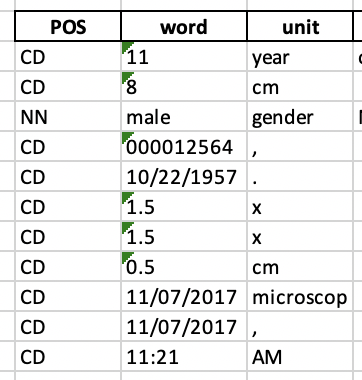 POS word unit
CD 11 year
CD 8 cm
NN male gender
CD 000012564 ,
CD 10/22/1957 .
CD 1.5 x
CD 1.5 x
CD 0.5 cm
CD 11/07/2017 microscop
CD 11/07/2017 ,
CD 11:21 AM